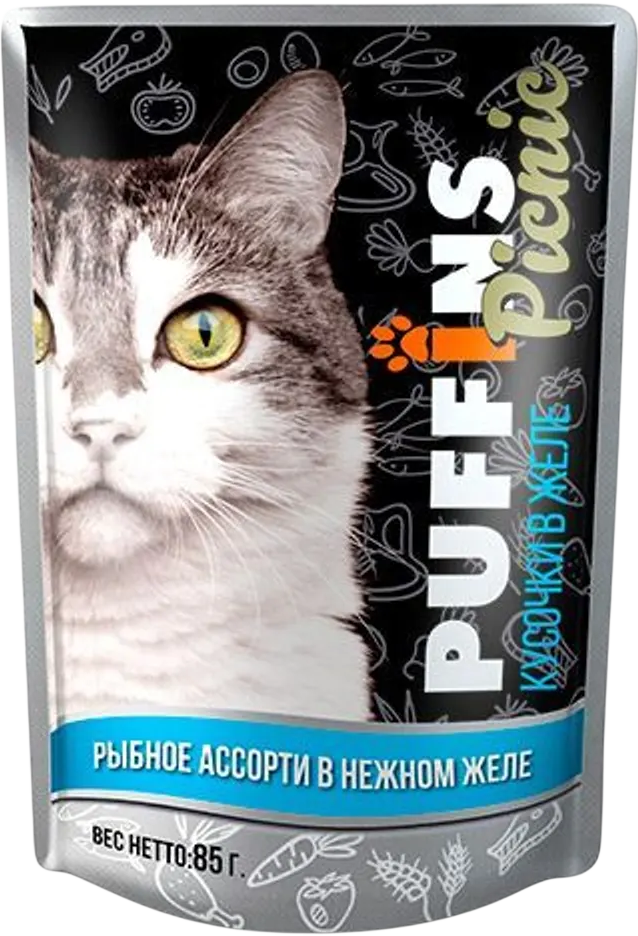 PUFFINS
Picnic
КУСОЧКИ В ЖЕЛЕ
РЫБНОЕ АССОРТИ В НЕЖНОМ ЖЕЛЕ
ВЕС НЕТТО: 85 Г.